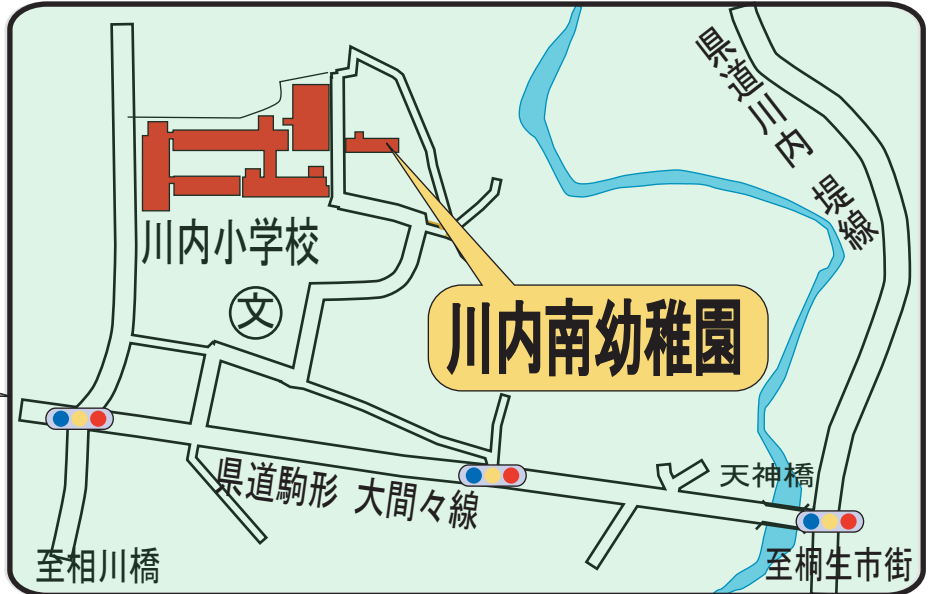 県道川内 堤線
川内小学校
文
川内南幼稚園
県道駒形 大間々線
天神橋
至相川橋
至桐生市街